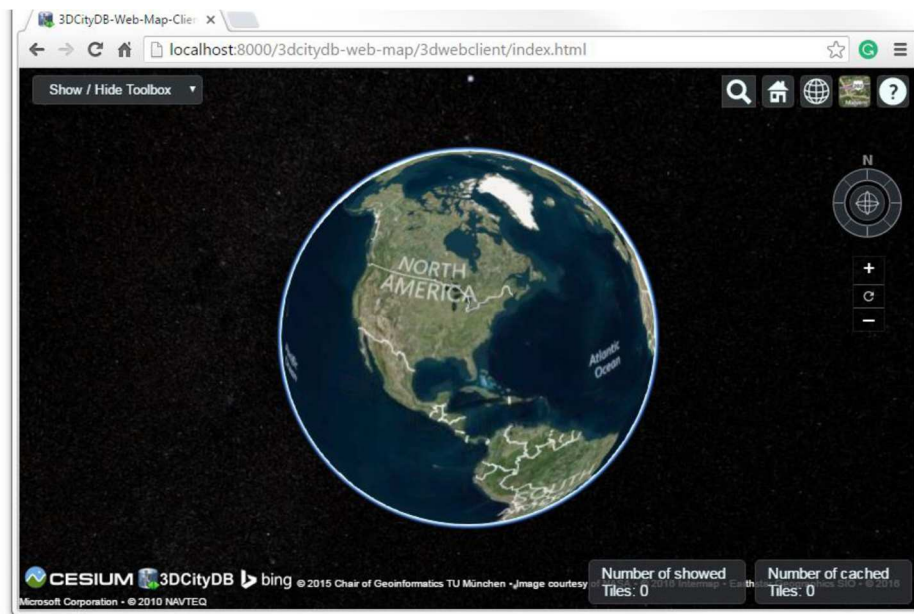 3DCityDB-Web-Map-Clier
localhost:8000/3dcitydb-web-map/3dwebclient/index.html
Show / Hide Toolbox
N
NORTH
AMERICA
Atlantic
Ocean
SOUTH
CESIUM 3DCityDB bing © 2015 Chair of Geoinformatics TU München • Image courtesy
Number of showed
Tiles: 0
Number of cached
Tiles: 0
Microsoft Corporation - © 2010 NAVTEQ